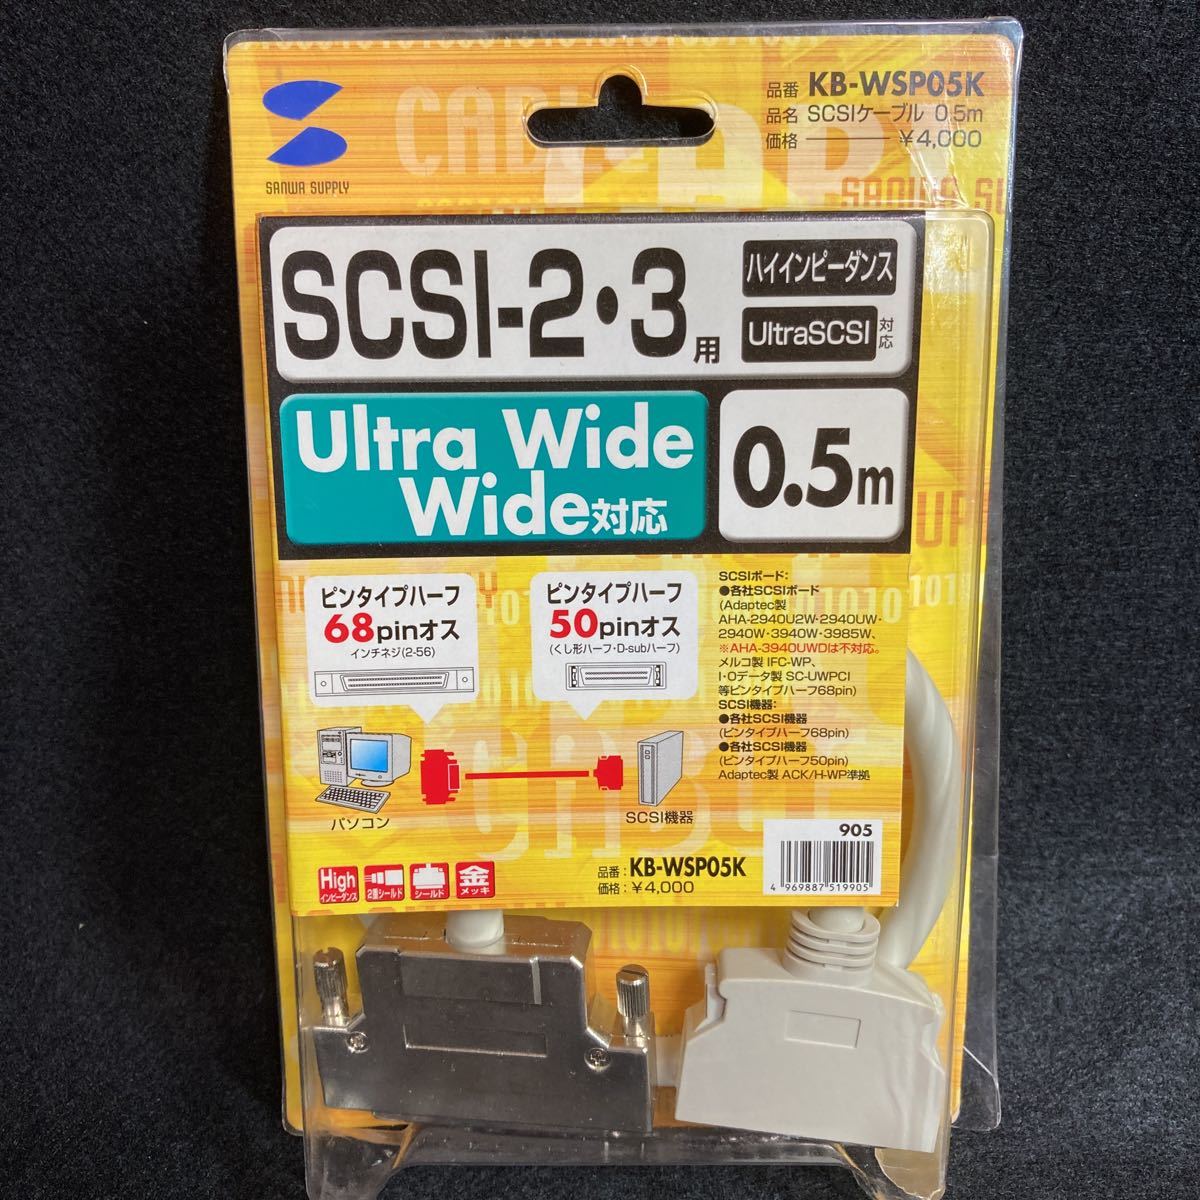 SANWA SUPPLY
品番 KB-WSP05K
品名 SCSIケーブル 0.5m
価格 ¥4,000
SCSI-2・3用
ハイインピーダンス
UltraSCSI対応
Ultra Wide
Wide対応
0.5m
ピンタイプハーフ
68pinオス
インチネジ(2-56)
ピンタイプハーフ
50pinオス
(くし形ハーフ・D-subハーフ)
パソコン
SCSI機器
SCSIボード:
●各社SCSIボード
(Adaptec製
AHA-2940U2W・2940UW・
2940W・3940W・3985W、
※AHA-3940UWDは不対応。
メルコ製 IFC-WP、
I・Oデータ製 SC-UWPCI
等ピンタイプハーフ68pin)
SCSI機器:
●各社SCSI機器
(ピンタイプハーフ68pin)
●各社SCSI機器
(ピンタイプハーフ50pin)
Adaptec製 ACK/H-WP準拠
High
インピーダンス
2重シールド
シールド
金
メッキ
品番:KB-WSP05K
価格:¥4,000
905
4 969887 519905